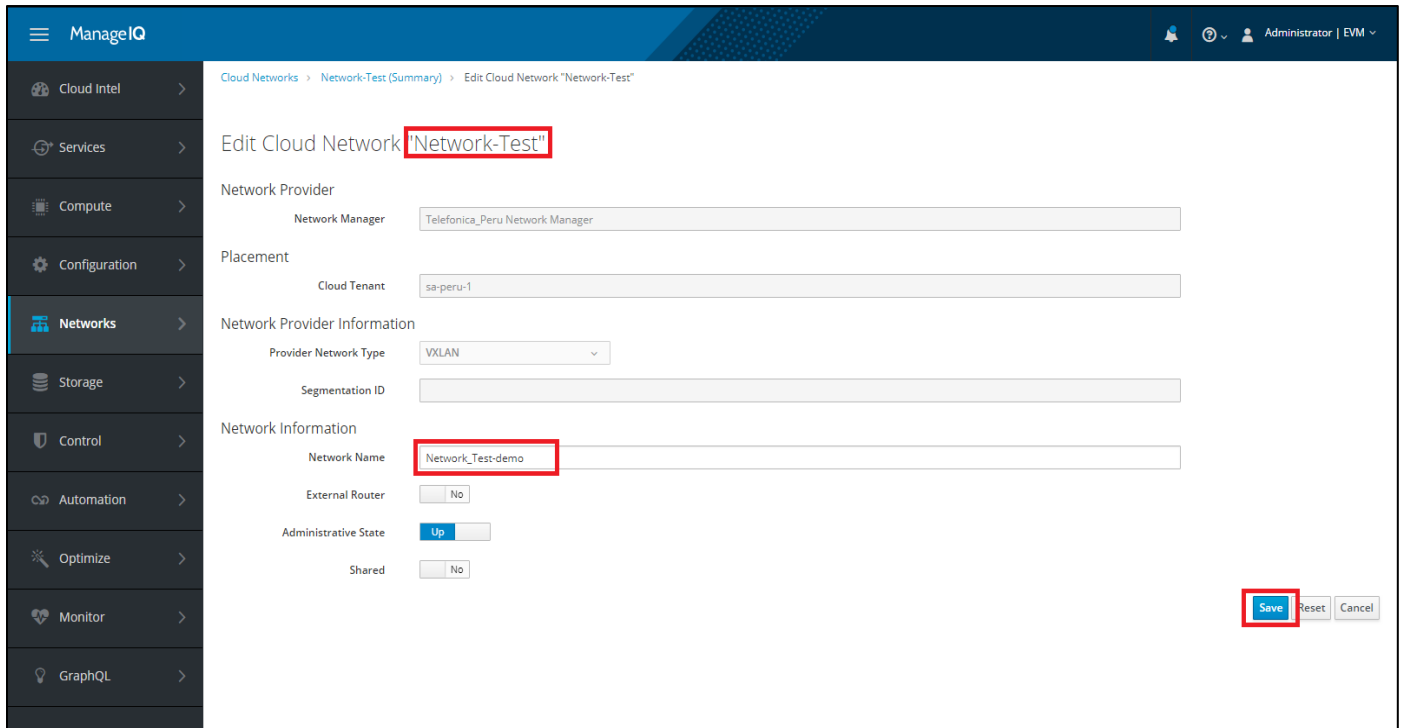 ManageIQ
Administrator | EVM
Cloud Intel
Services
Compute
Configuration
Networks
Storage
Control
Automation
Optimize
Monitor
GraphQL
Cloud Networks > Network-Test (Summary) > Edit Cloud Network "Network-Test"
Edit Cloud Network "Network-Test"
Network Provider
Network Manager Telefonica_Peru Network Manager
Placement
Cloud Tenant sa-peru-1
Network Provider Information
Provider Network Type VXLAN
Segmentation ID
Network Information
Network Name Network_Test-demo
External Router No
Administrative State Up
Shared No
Save Reset Cancel